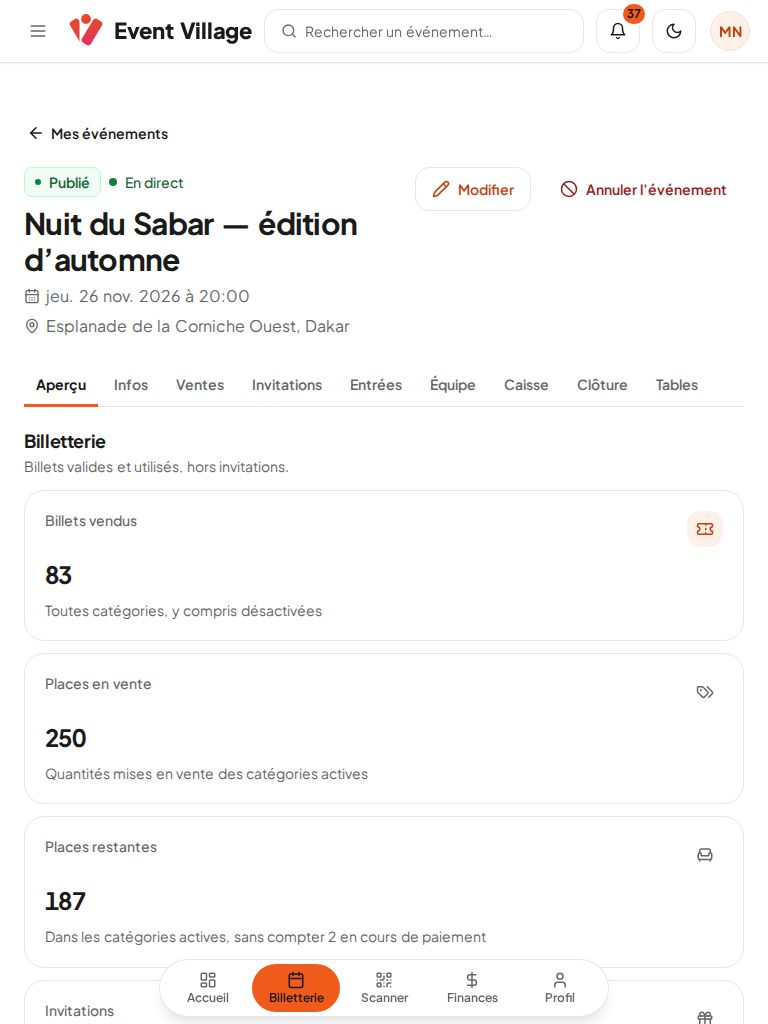 Event Village
Rechercher un événement…
37
MN
Mes événements
Publié
En direct
Modifier
Annuler l’événement
Nuit du Sabar — édition
d’automne
jeu. 26 nov. 2026 à 20:00
Esplanade de la Corniche Ouest, Dakar
Aperçu
Infos
Ventes
Invitations
Entrées
Équipe
Caisse
Clôture
Tables
Billetterie
Billets valides et utilisés, hors invitations.
Billets vendus
83
Toutes catégories, y compris désactivées
Places en vente
250
Quantités mises en vente des catégories actives
Places restantes
187
Dans les catégories actives, sans compter 2 en cours de paiement
Invitations
Accueil
Billetterie
Scanner
Finances
Profil